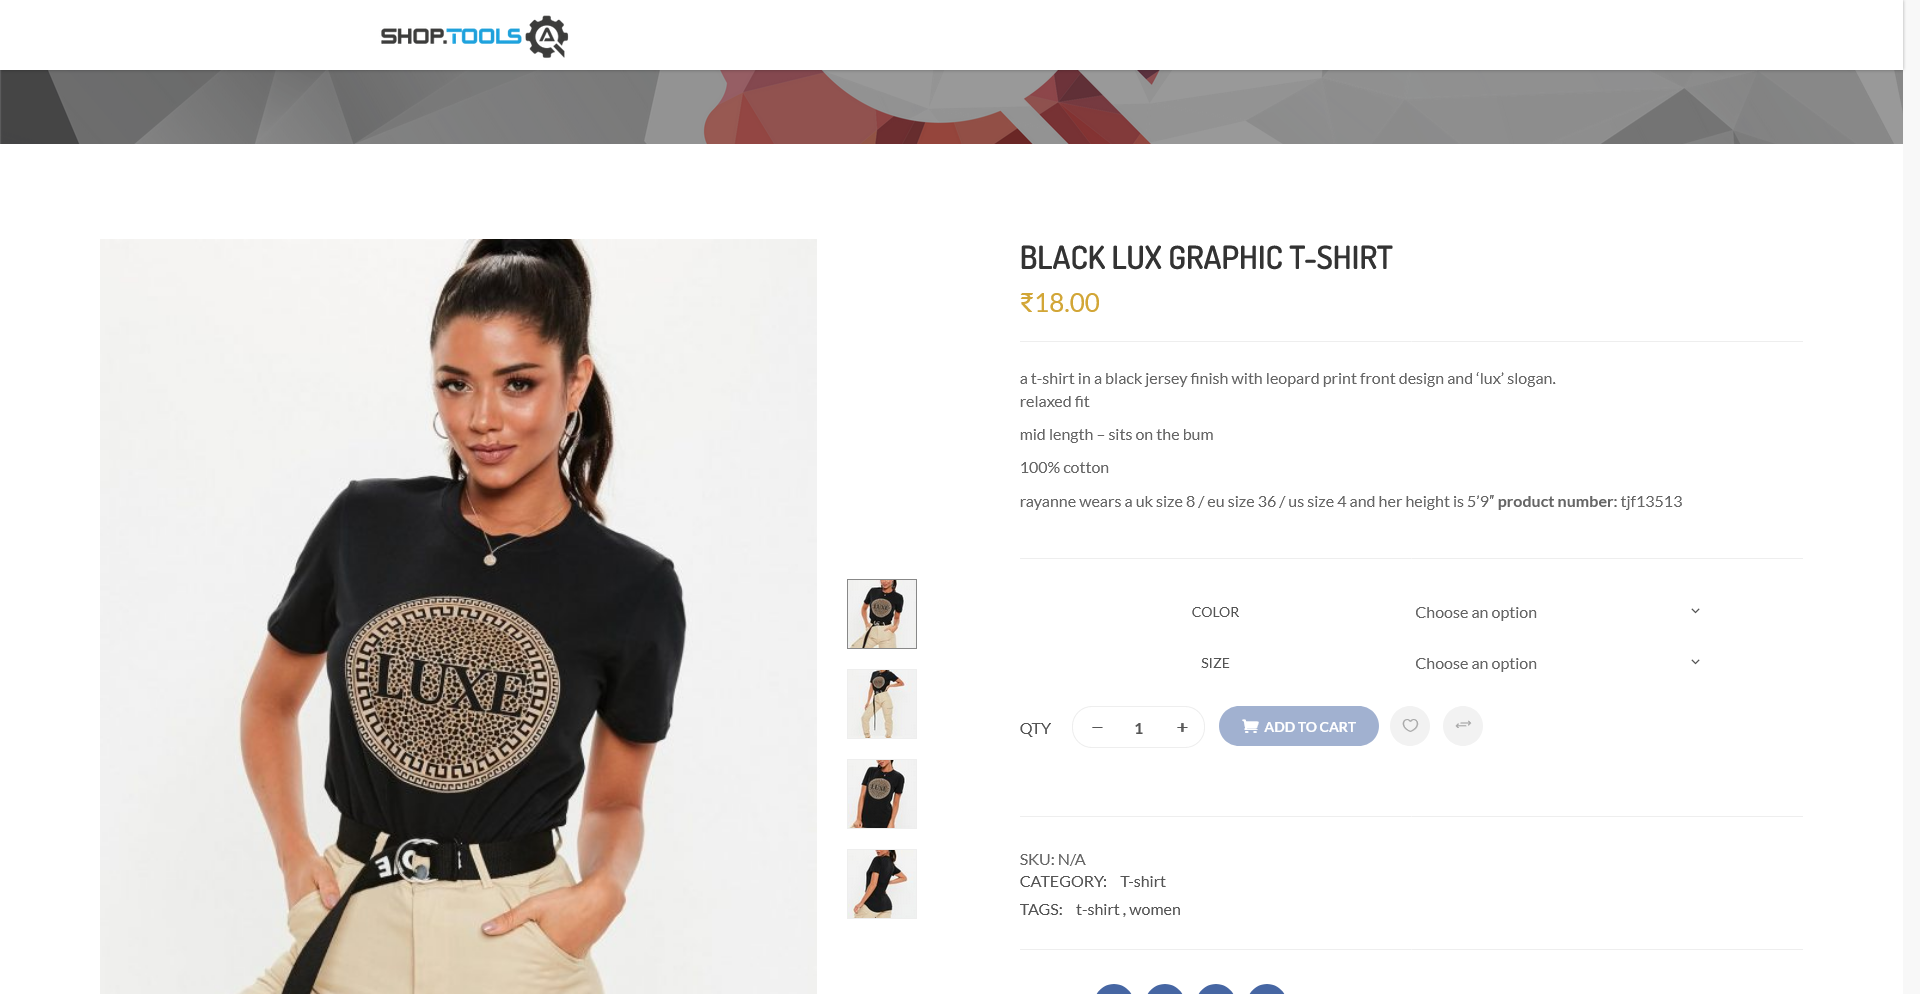 SHOP.TOOLS
BLACK LUX GRAPHIC T-SHIRT
₹18.00
a t-shirt in a black jersey finish with leopard print front design and ‘lux’ slogan.
relaxed fit
mid length – sits on the bum
100% cotton
rayanne wears a uk size 8 / eu size 36 / us size 4 and her height is 5’9″ product number: tjf13513
LUXE
LUXE
LUXE
COLOR Choose an option
SIZE Choose an option
QTY 1 ADD TO CART
SKU: N/A
CATEGORY: T-shirt
TAGS: t-shirt , women